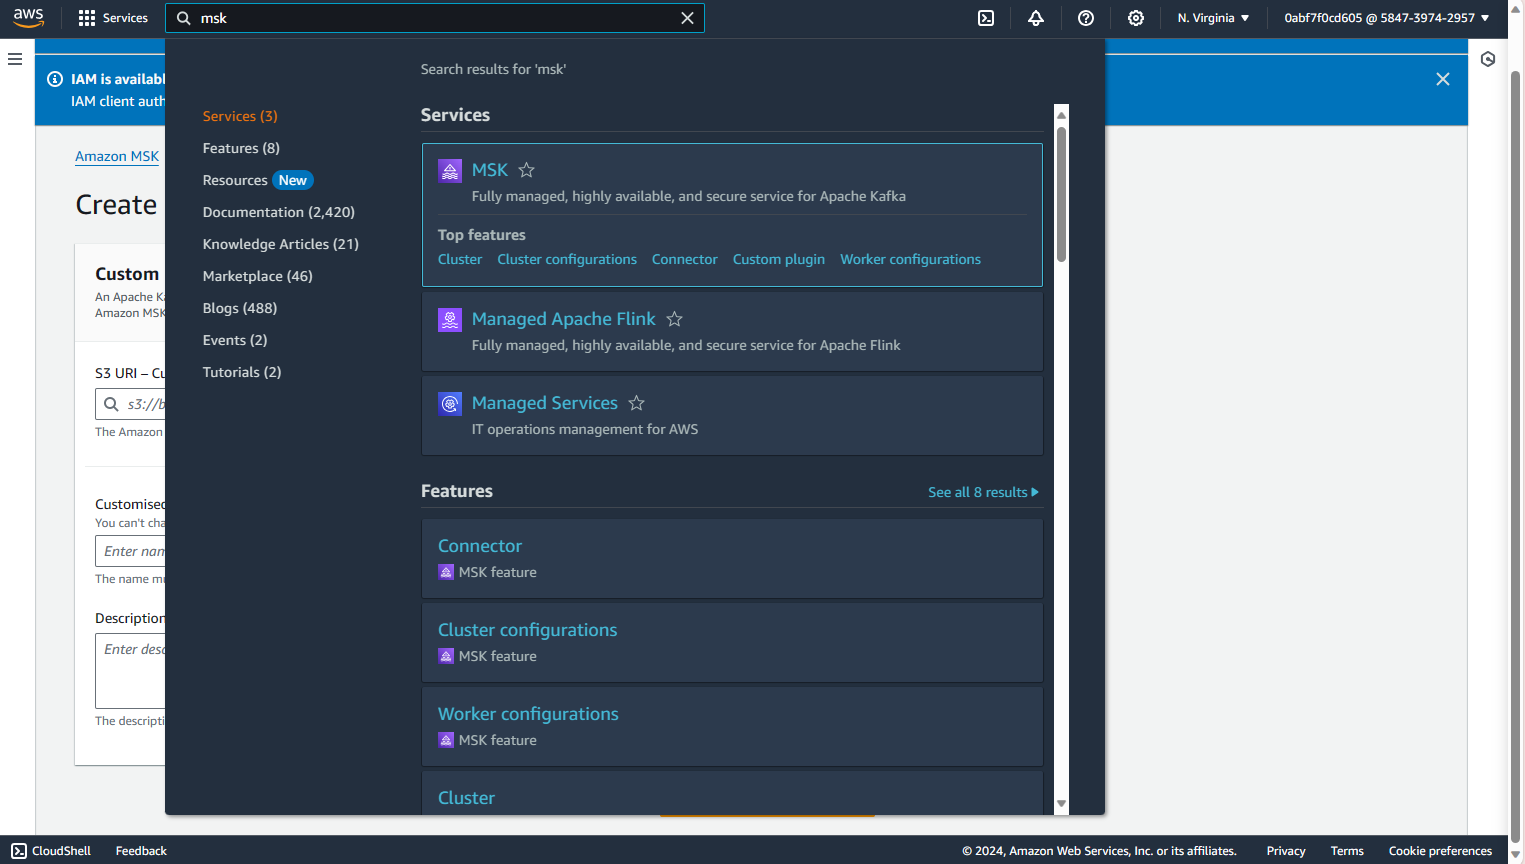 aws
Services
msk
N. Virginia
0abf7f0cd605 @ 5847-3974-2957
IAM is availabl
IAM client auth
Amazon MSK
Create
Custom
An Apache Ka
Amazon MSK
S3 URI – Cu
s3://b
The Amazon
Customised
You can't cha
Enter nam
The name mu
Description
Enter desc
The descripti
Search results for 'msk'
Services (3)
Features (8)
Resources New
Documentation (2,420)
Knowledge Articles (21)
Marketplace (46)
Blogs (488)
Events (2)
Tutorials (2)
Services
MSK
Fully managed, highly available, and secure service for Apache Kafka
Top features
Cluster Cluster configurations Connector Custom plugin Worker configurations
Managed Apache Flink
Fully managed, highly available, and secure service for Apache Flink
Managed Services
IT operations management for AWS
Features
See all 8 results
Connector
MSK feature
Cluster configurations
MSK feature
Worker configurations
MSK feature
Cluster
CloudShell Feedback
© 2024, Amazon Web Services, Inc. or its affiliates. Privacy Terms Cookie preferences